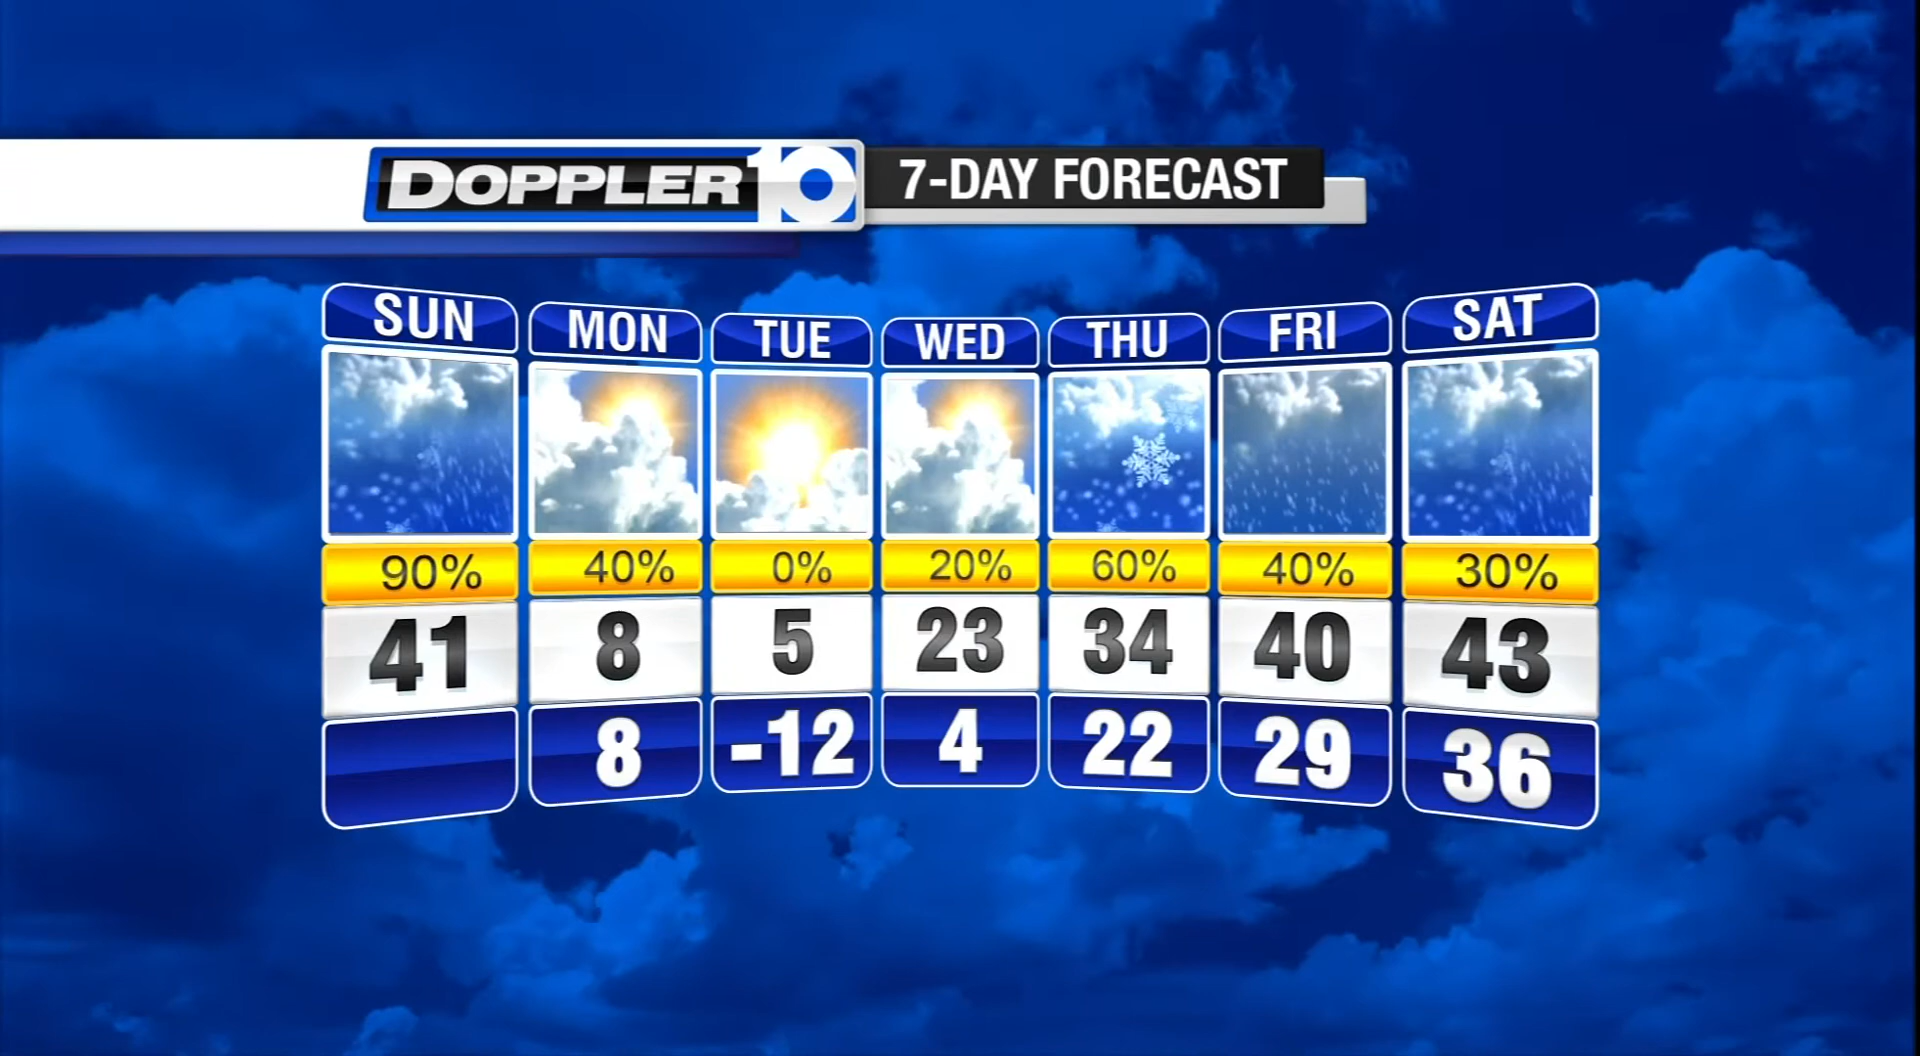 DOPPLER 10 7-DAY FORECAST
SUN MON TUE WED THU FRI SAT
90% 40% 0% 20% 60% 40% 30%
41 8 5 23 34 40 43
8 -12 4 22 29 36